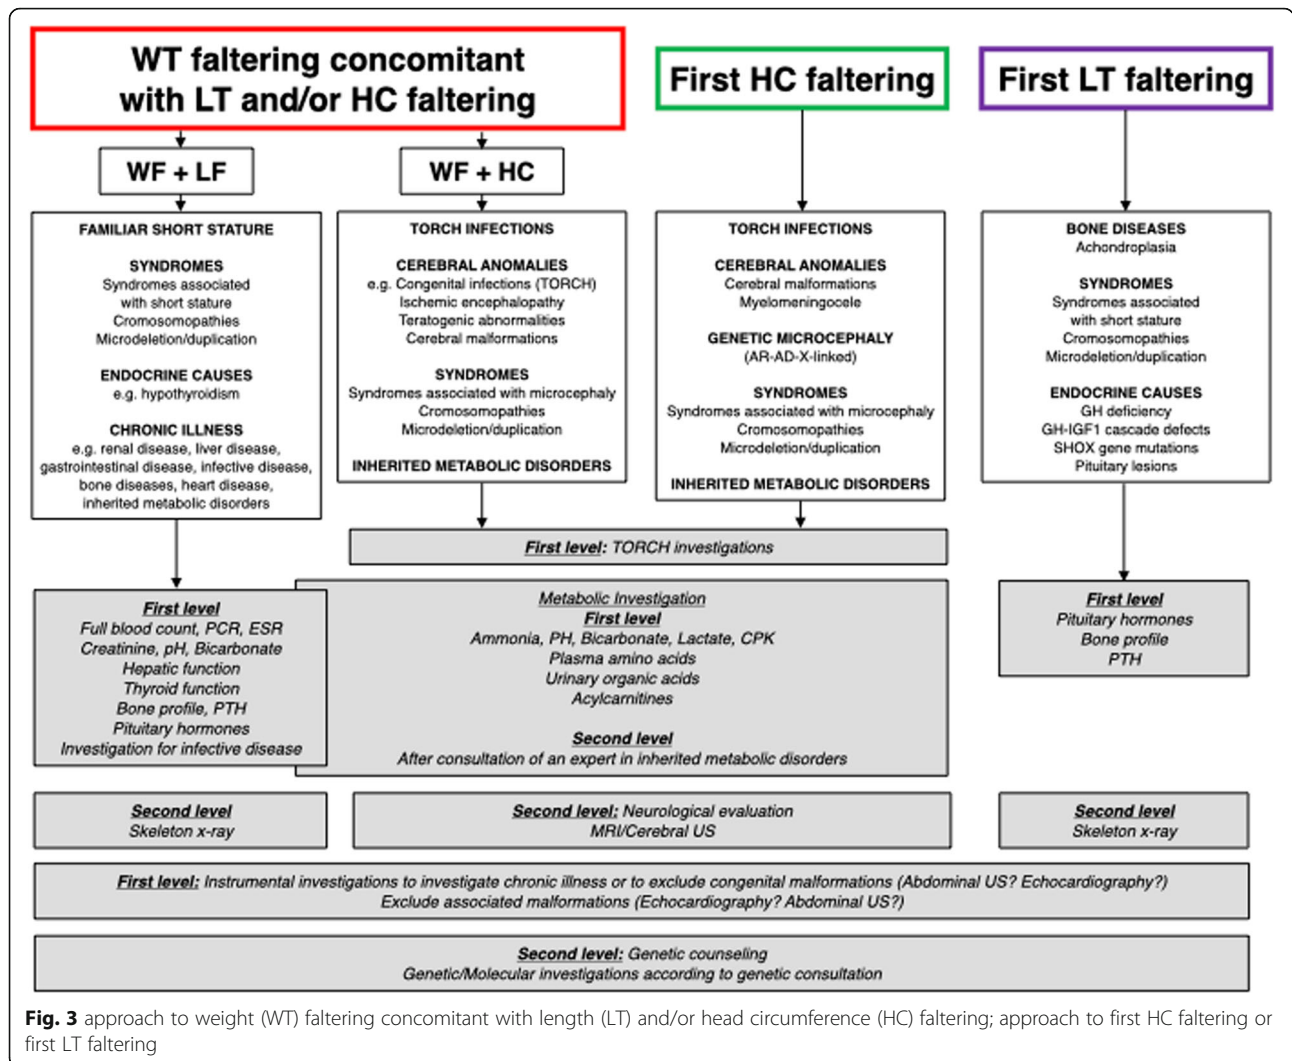 WT faltering concomitant
with LT and/or HC faltering
First HC faltering
First LT faltering
WF + LF
WF + HC
FAMILIAR SHORT STATURE
SYNDROMES
Syndromes associated
with short stature
Cromosomopathies
Microdeletion/duplication
ENDOCRINE CAUSES
e.g. hypothyroidism
CHRONIC ILLNESS
e.g. renal disease, liver disease,
gastrointestinal disease, infective disease,
bone diseases, heart disease,
inherited metabolic disorders
TORCH INFECTIONS
CEREBRAL ANOMALIES
e.g. Congenital infections (TORCH)
Ischemic encephalopathy
Teratogenic abnormalities
Cerebral malformations
SYNDROMES
Syndromes associated with microcephaly
Cromosomopathies
Microdeletion/duplication
INHERITED METABOLIC DISORDERS
TORCH INFECTIONS
CEREBRAL ANOMALIES
Cerebral malformations
Myelomeningocele
GENETIC MICROCEPHALY
(AR-AD-X-linked)
SYNDROMES
Syndromes associated with microcephaly
Cromosomopathies
Microdeletion/duplication
INHERITED METABOLIC DISORDERS
BONE DISEASES
Achondroplasia
SYNDROMES
Syndromes associated
with short stature
Cromosomopathies
Microdeletion/duplication
ENDOCRINE CAUSES
GH deficiency
GH-IGF1 cascade defects
SHOX gene mutations
Pituitary lesions
First level: TORCH investigations
First level
Full blood count, PCR, ESR
Creatinine, pH, Bicarbonate
Hepatic function
Thyroid function
Bone profile, PTH
Pituitary hormones
Investigation for infective disease
Metabolic Investigation
First level
Ammonia, PH, Bicarbonate, Lactate, CPK
Plasma amino acids
Urinary organic acids
Acylcarnitines
Second level
After consultation of an expert in inherited metabolic disorders
First level
Pituitary hormones
Bone profile
PTH
Second level
Skeleton x-ray
Second level: Neurological evaluation
MRI/Cerebral US
Second level
Skeleton x-ray
First level: Instrumental investigations to investigate chronic illness or to exclude congenital malformations (Abdominal US? Echocardiography?)
Exclude associated malformations (Echocardiography? Abdominal US?)
Second level: Genetic counseling
Genetic/Molecular investigations according to genetic consultation
Fig. 3 approach to weight (WT) faltering concomitant with length (LT) and/or head circumference (HC) faltering; approach to first HC faltering or
first LT faltering